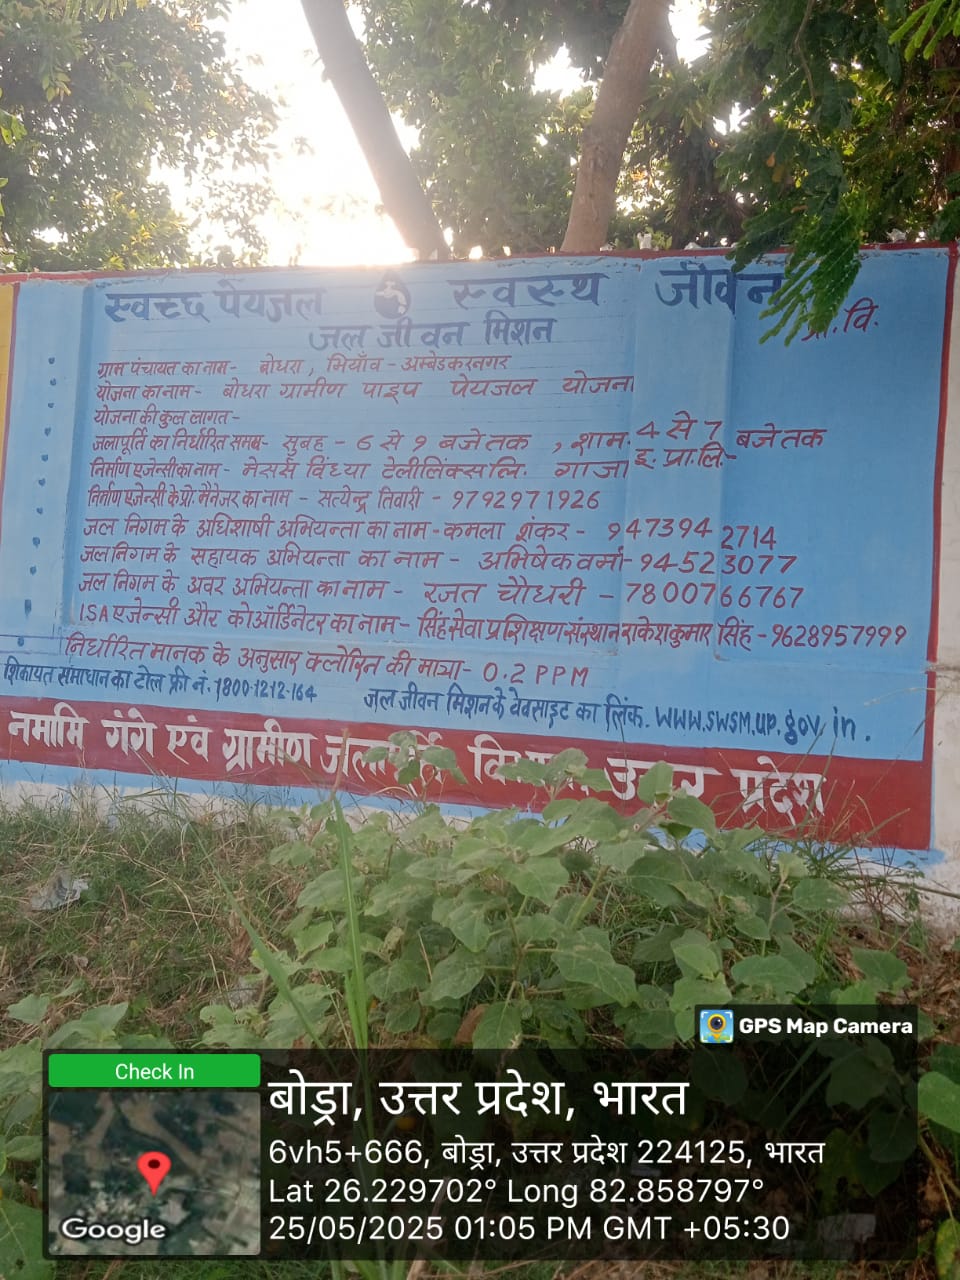 स्वच्छ पेयजल स्वस्थ जीवन
जल जीवन मिशन
प्रा.वि.
ग्राम पंचायत का नाम- बोधरा, भियाँव - अम्बेडकरनगर
योजना का नाम- बोधरा ग्रामीण पाइप पेयजल योजना
योजना की कुल लागत-
जलापूर्ति का निर्धारित समय- सुबह - 6 से 9 बजे तक , शाम. 4 से 7 बजे तक
निर्माण एजेन्सी का नाम- मेसर्स विंध्या टेलीलिंक्स लि. गाजा इ. प्रा.लि.-
निर्माण एजेन्सी के प्रो. मैनेजर का नाम - सत्येन्द्र तिवारी - 9792971926
जल निगम के अधिशाषी अभियन्ता का नाम - कमला शंकर - 9473942714
जल निगम के सहायक अभियन्ता का नाम - अभिषेक वर्मा- 94523077
जल निगम के अवर अभियन्ता का नाम - रजत चौधरी - 7800766767
ISA एजेन्सी और कोऑर्डिनेटर का नाम- सिंह सेवा प्रशिक्षण संस्थान राकेश कुमार सिंह - 9628957999
निर्धारित मानक के अनुसार क्लोरिन की मात्रा- 0.2 PPM
शिकायत समाधान का टोल फ्री नं. 1800-1212-164 जल जीवन मिशन के वेबसाइट का लिंक. www.swsm.up.gov.in.
नमामि गंगे एवं ग्रामीण जलापूर्ति उत्तर प्रदेश
GPS Map Camera
Check In
बोड्रा, उत्तर प्रदेश, भारत
6vh5+666, बोड्रा, उत्तर प्रदेश 224125, भारत
Lat 26.229702° Long 82.858797°
25/05/2025 01:05 PM GMT +05:30
Google